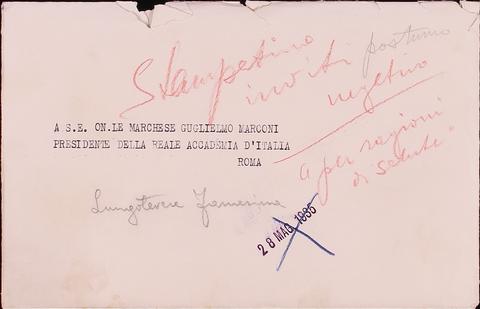 Stampatino
inviti postumo
negativo
A S.E. ON.LE MARCHESE GUGLIELMO MARCONI
PRESIDENTE DELLA REALE ACCADEMIA D'ITALIA
ROMA
a per ragioni
di salute"
Lungotevere Farnesina
28 MAG. 1935